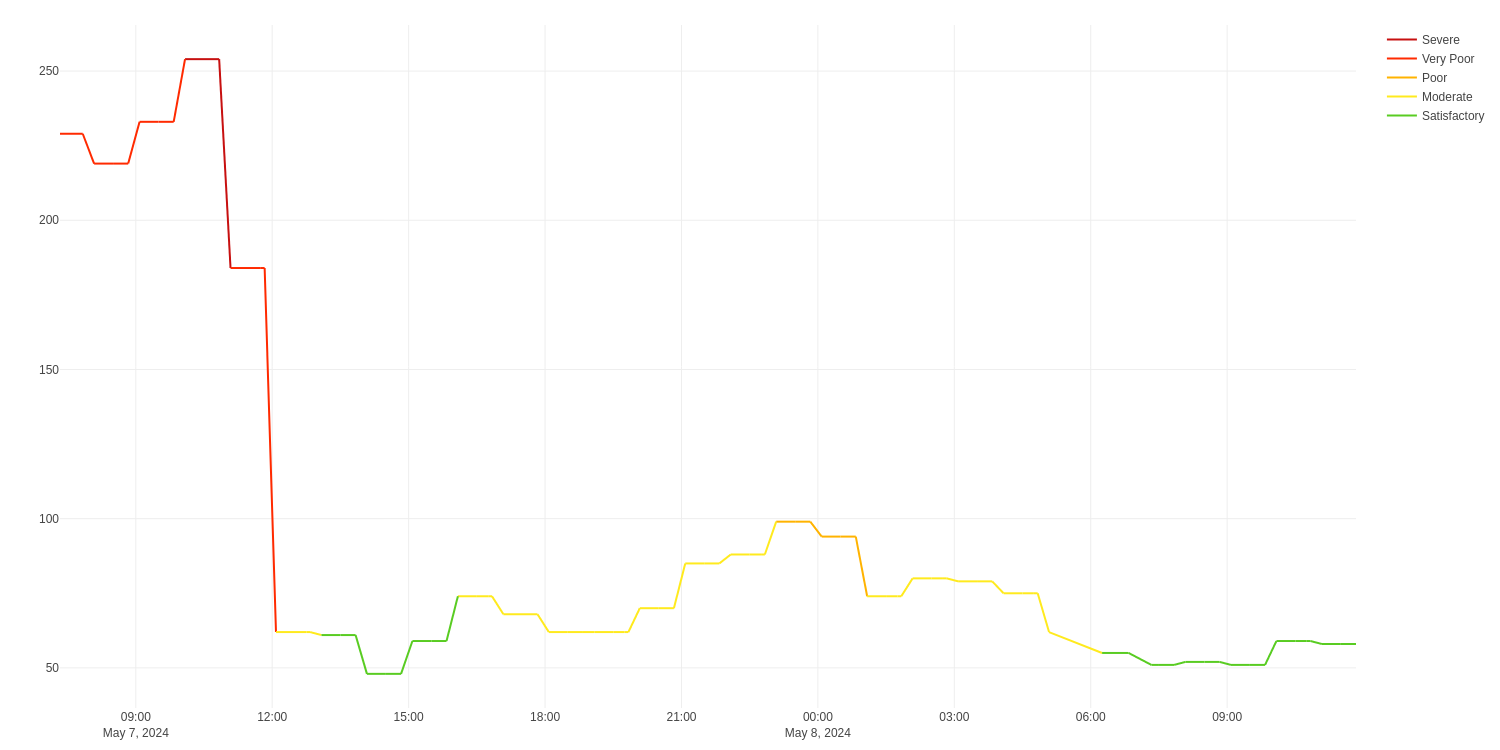 250
200
150
100
50
09:00
May 7, 2024
12:00
15:00
18:00
21:00
00:00
May 8, 2024
03:00
06:00
09:00
Severe
Very Poor
Poor
Moderate
Satisfactory